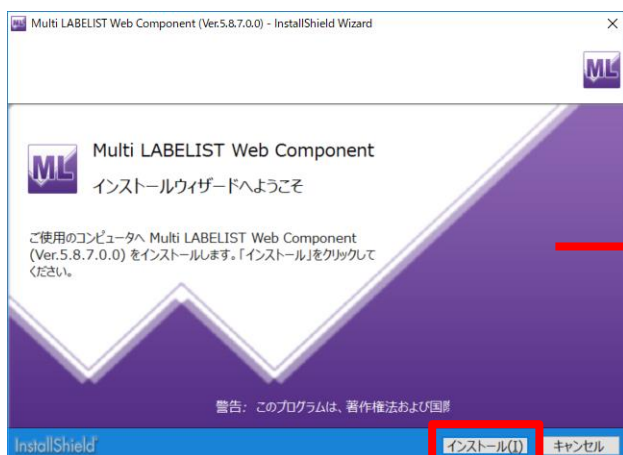 Multi LABELIST Web Component (Ver.5.8.7.0.0) - InstallShield Wizard
ML
ML
Multi LABELIST Web Component
インストールウィザードへようこそ
ご使用のコンピュータへ Multi LABELIST Web Component
(Ver.5.8.7.0.0) をインストールします。「インストール」をクリックして
ください。
警告: このプログラムは、著作権法および国際
InstallShield
インストール(I)
キャンセル